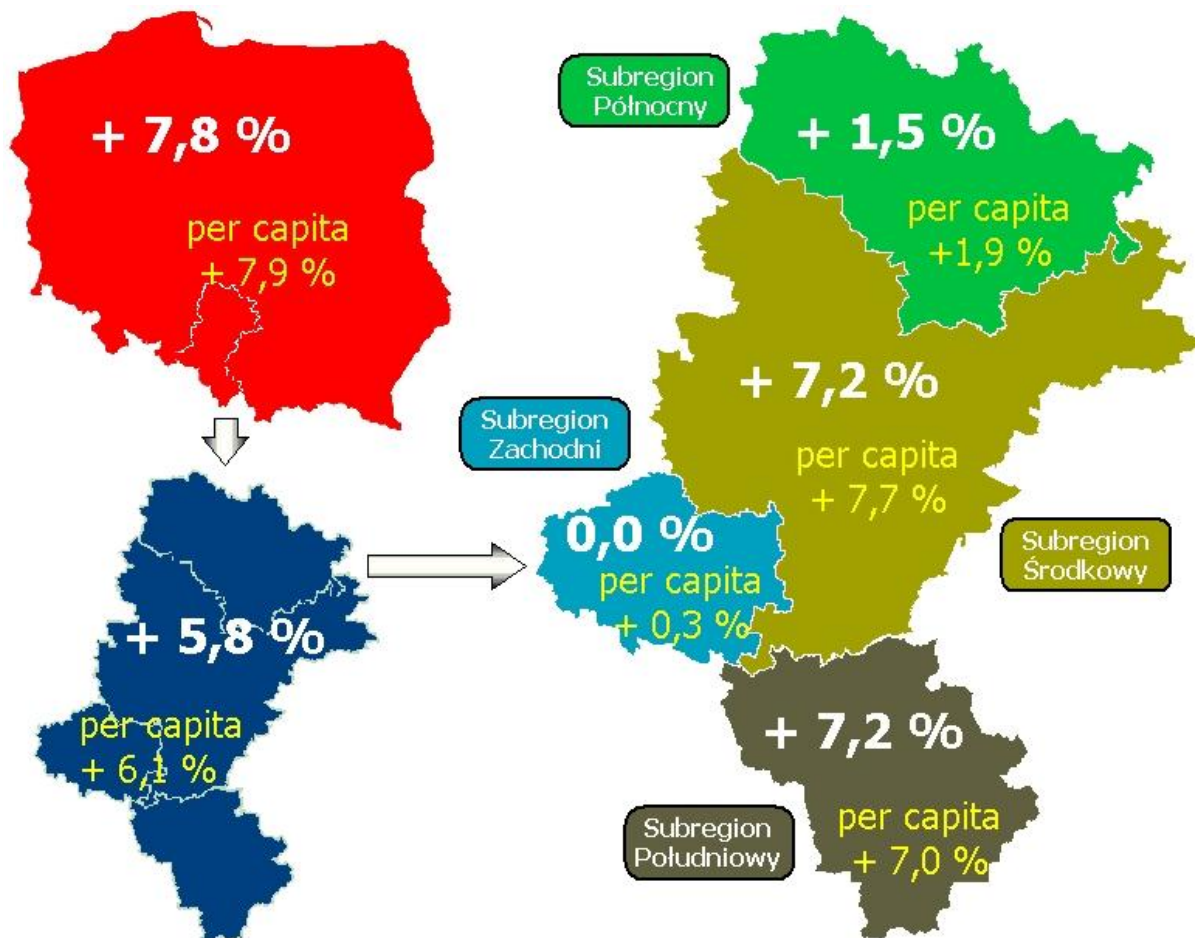 + 7,8 %
per capita
+ 7,9 %
+ 5,8 %
per capita
+ 6,1 %
Subregion
Północny
+ 1,5 %
per capita
+1,9 %
+ 7,2 %
per capita
+ 7,7 %
Subregion
Środkowy
Subregion
Zachodni
0,0 %
per capita
+ 0,3 %
+ 7,2 %
per capita
+ 7,0 %
Subregion
Południowy